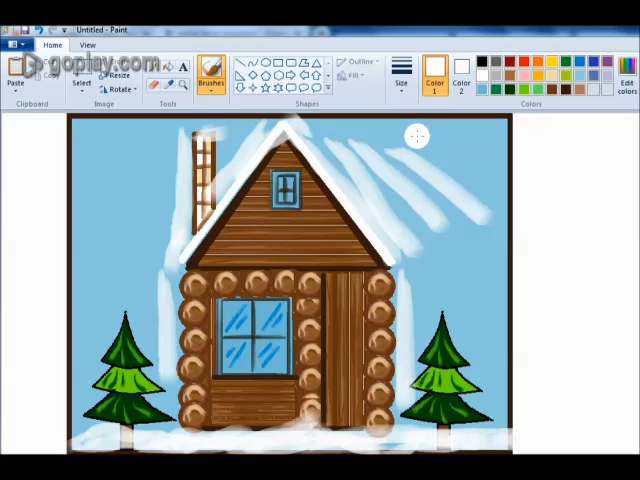 Untitled - Paint
Home View
goplay.com
Paste
Select
Resize
Rotate
A
Brushes
Outline
Fill
Size
Color
1
Color
2
Edit
colors
Clipboard
Image
Tools
Shapes
Colors